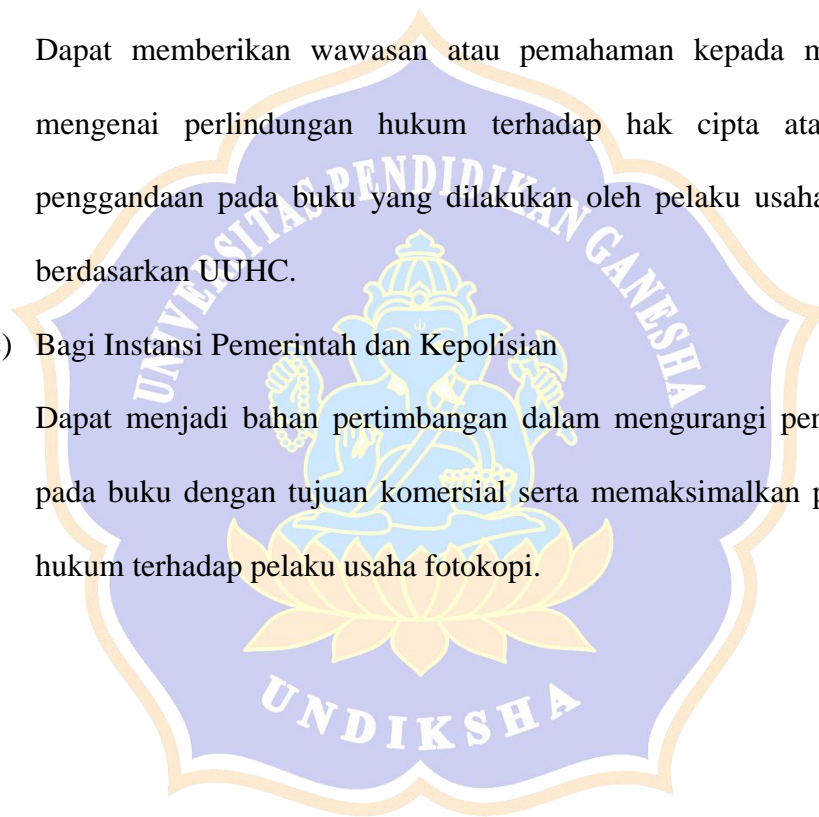 Dapat memberikan wawasan atau pemahaman kepada
mengenai perlindungan hukum terhadap hak cipta
penggandaan pada buku yang dilakukan oleh pelaku usaha
berdasarkan UUHC.
) Bagi Instansi Pemerintah dan Kepolisian
Dapat menjadi bahan pertimbangan dalam mengurangi
pada buku dengan tujuan komersial serta memaksimalkan
hukum terhadap pelaku usaha fotokopi.
UNIVERSITAS PENDIDIKAN GANESHA
UNDIKSHA